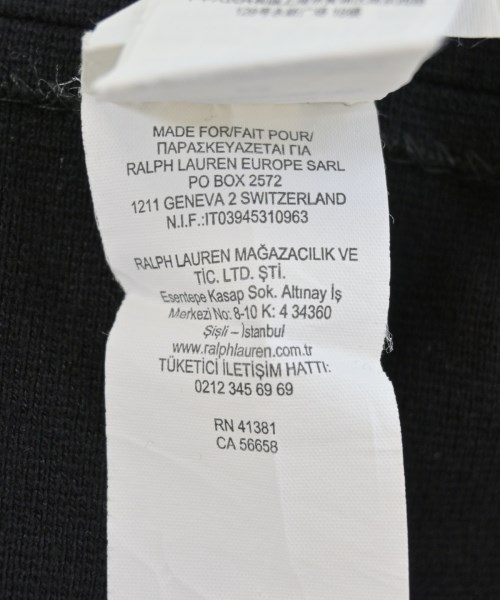 MADE FOR/FAIT POUR/
ΠΑΡΑΣΚΕΥΑΖΕΤΑΙ ΓΙΑ
RALPH LAUREN EUROPE SARL
PO BOX 2572
1211 GENEVA 2 SWITZERLAND
N.I.F.:IT03945310963
RALPH LAUREN MAĞAZACILIK VE
TİC. LTD. ŞTİ.
Esentepe Kasap Sok. Altınay İş
Merkezi No: 8-10 K: 4 34360
Şişli – İstanbul
www.ralphlauren.com.tr
TÜKETİCİ İLETİŞİM HATTI:
0212 345 69 69
RN 41381
CA 56658